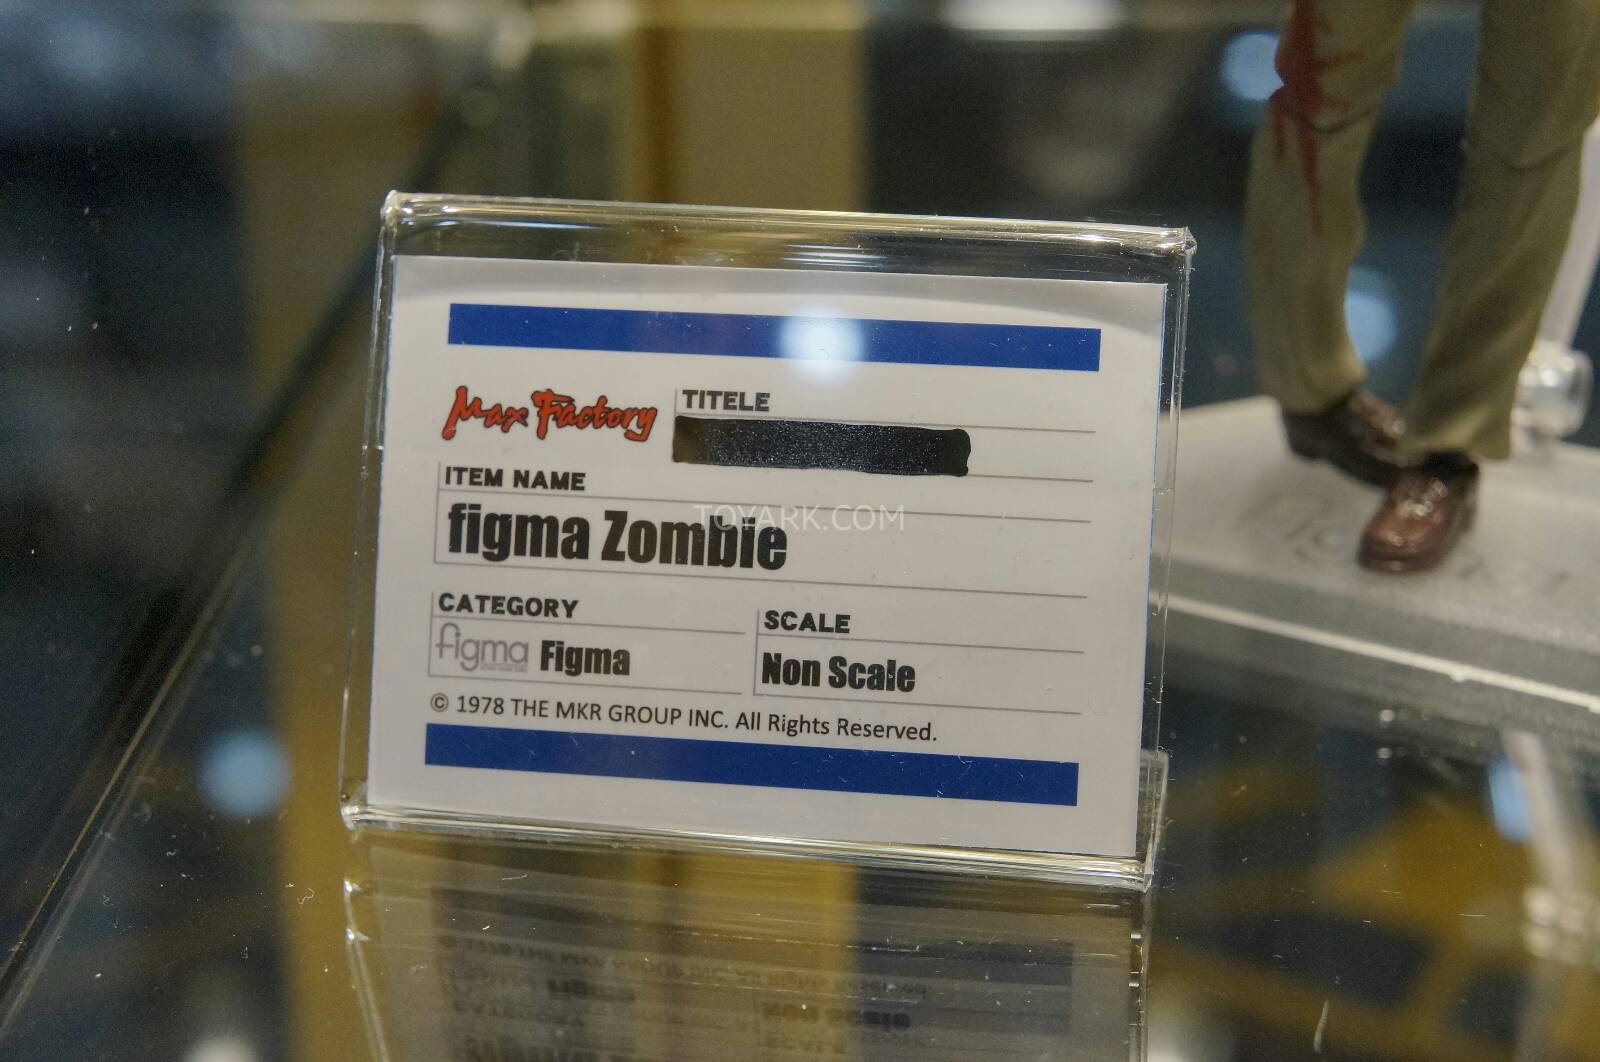 Max Factory
TITELE
ITEM NAME
figma Zombie
TOYARK.COM
CATEGORY
figma Figma
SCALE
Non Scale
© 1978 THE MKR GROUP INC. All Rights Reserved.